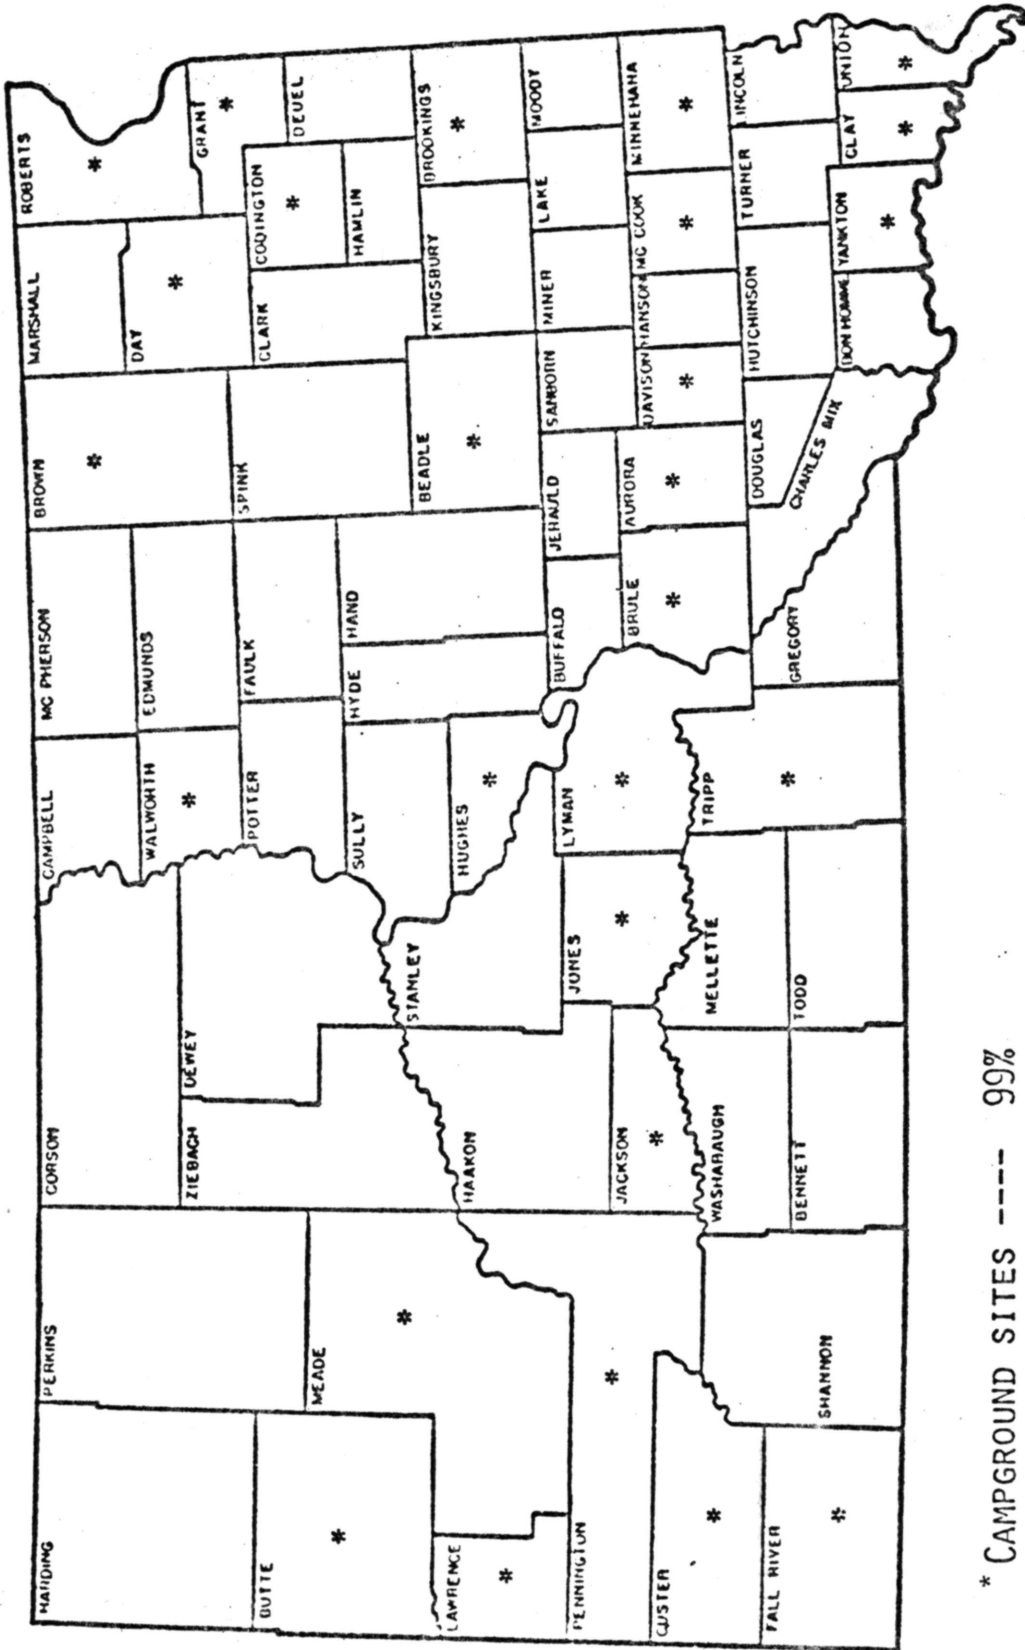 HARDING
PERKINS
CORSON
CAMPBELL
MC PHERSON
BROWN
*
MARSHALL
ROBERTS
*
WALWORTH
*
EDMUNDS
DAY
*
ZIEBACH
DEWEY
GRANT
*
POTTER
FAULK
SPINK
CLARK
CODINGTON
*
DEUEL
BUTTE
*
MEADE
*
SULLY
HYDE
HAND
HAMLIN
STANLEY
BEADLE
*
KINGSBURY
BROOKINGS
*
LAWRENCE
*
HAAKON
HUGHES
*
BUFFALO
JERAULD
SANBORN
MINER
LAKE
MOODY
PENNINGTON
*
JACKSON
*
JONES
*
LYMAN
*
BRULE
*
AURORA
*
DAVISON
*
HANSON
MC COOK
*
MINNEHAHA
*
CUSTER
*
WASHABAUGH
MELLETTE
TRIPP
*
GREGORY
DOUGLAS
CHARLES MIX
HUTCHINSON
TURNER
LINCOLN
FALL RIVER
*
SHANNON
BENNETT
TODD
BON HOMME
YANKTON
*
CLAY
*
UNION
*
* CAMPGROUND SITES ---- 99%